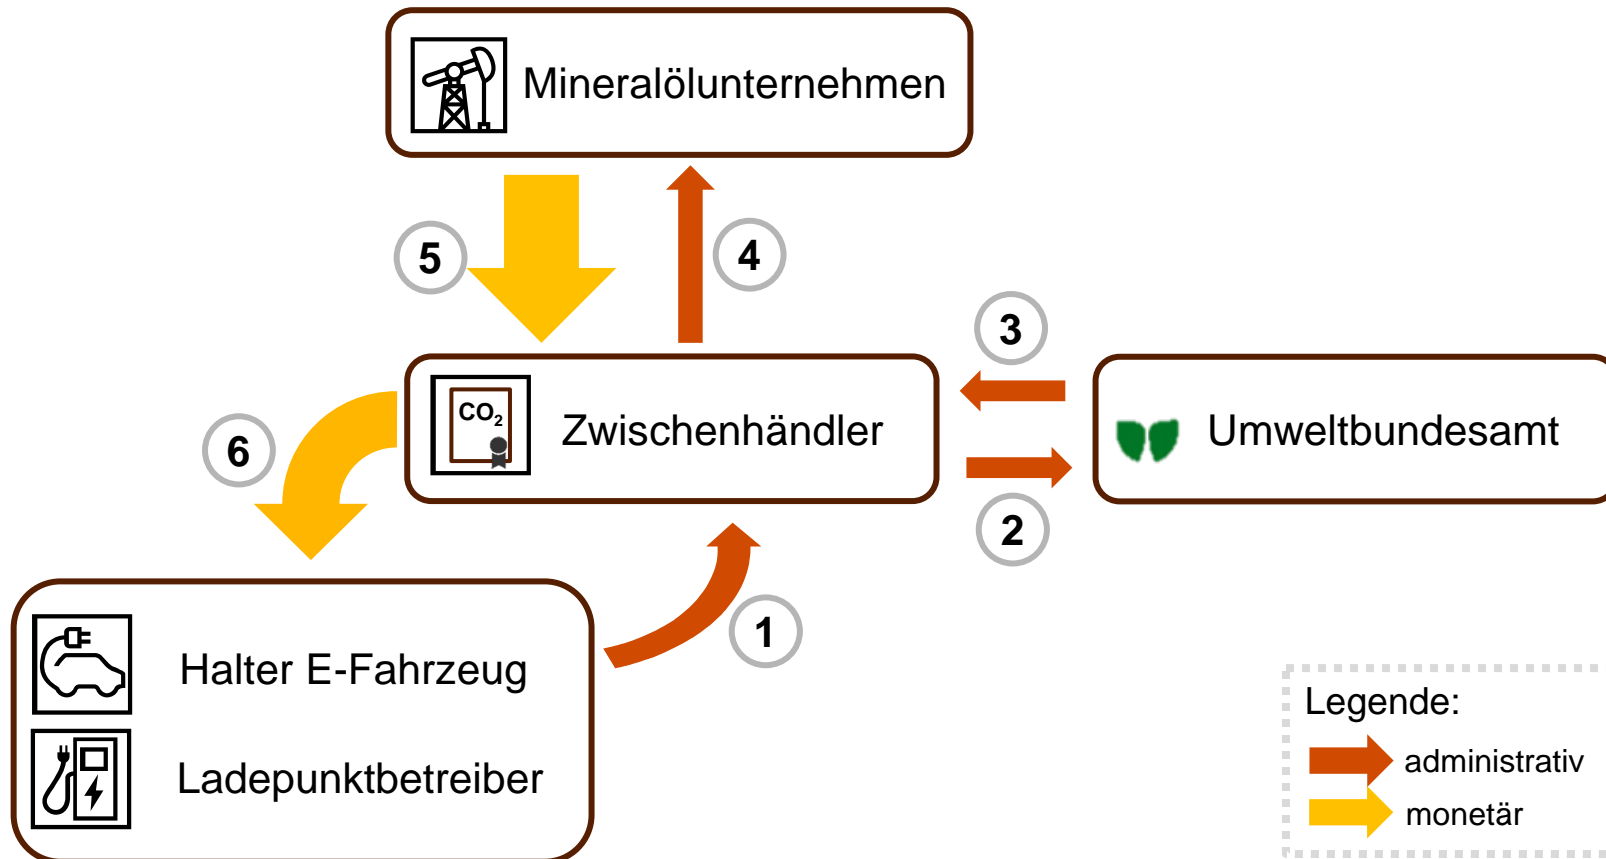 Mineralölunternehmen
5
4
3
CO2
Zwischenhändler
Umweltbundesamt
6
2
1
Halter E-Fahrzeug
Ladepunktbetreiber
Legende:
administrativ
monetär